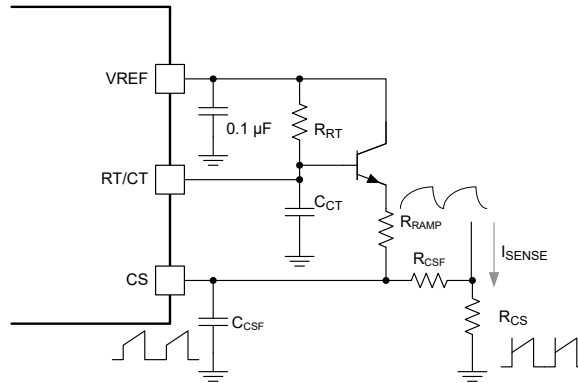 VREF
0.1 µF
RRT
RT/CT
CCT
RRAMP
RCSF
ISENSE
CS
CCSF
RCS